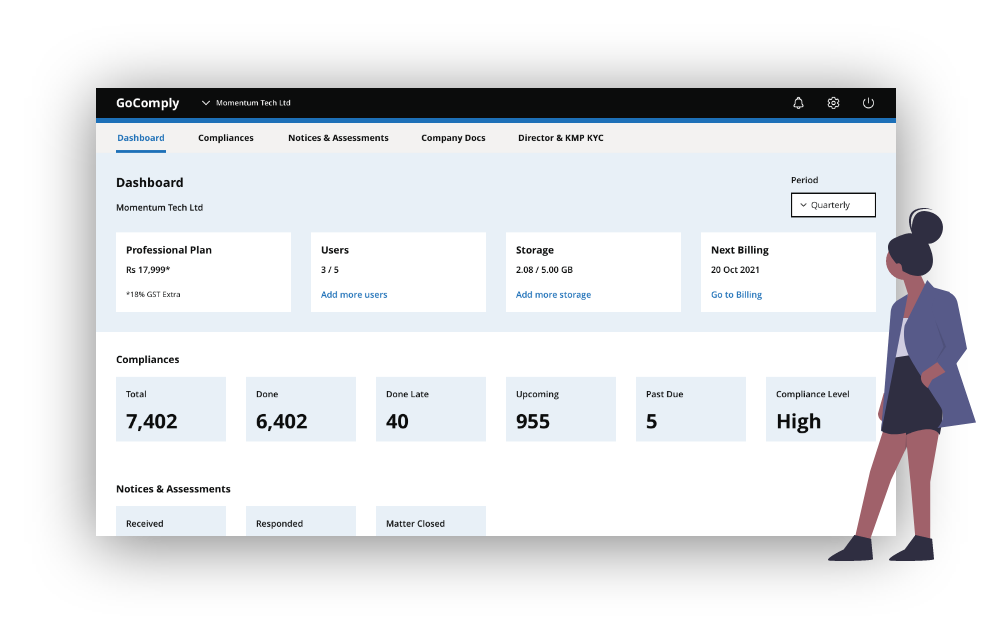 GoComply
Momentum Tech Ltd
Dashboard
Compliances
Notices & Assessments
Company Docs
Director & KMP KYC
Dashboard
Momentum Tech Ltd
Period
Quarterly
Professional Plan
Rs 17,999*
*18% GST Extra
Users
3 / 5
Add more users
Storage
2.08 / 5.00 GB
Add more storage
Next Billing
20 Oct 2021
Go to Billing
Compliances
Total
7,402
Done
6,402
Done Late
40
Upcoming
955
Past Due
5
Compliance Level
High
Notices & Assessments
Received
Responded
Matter Closed